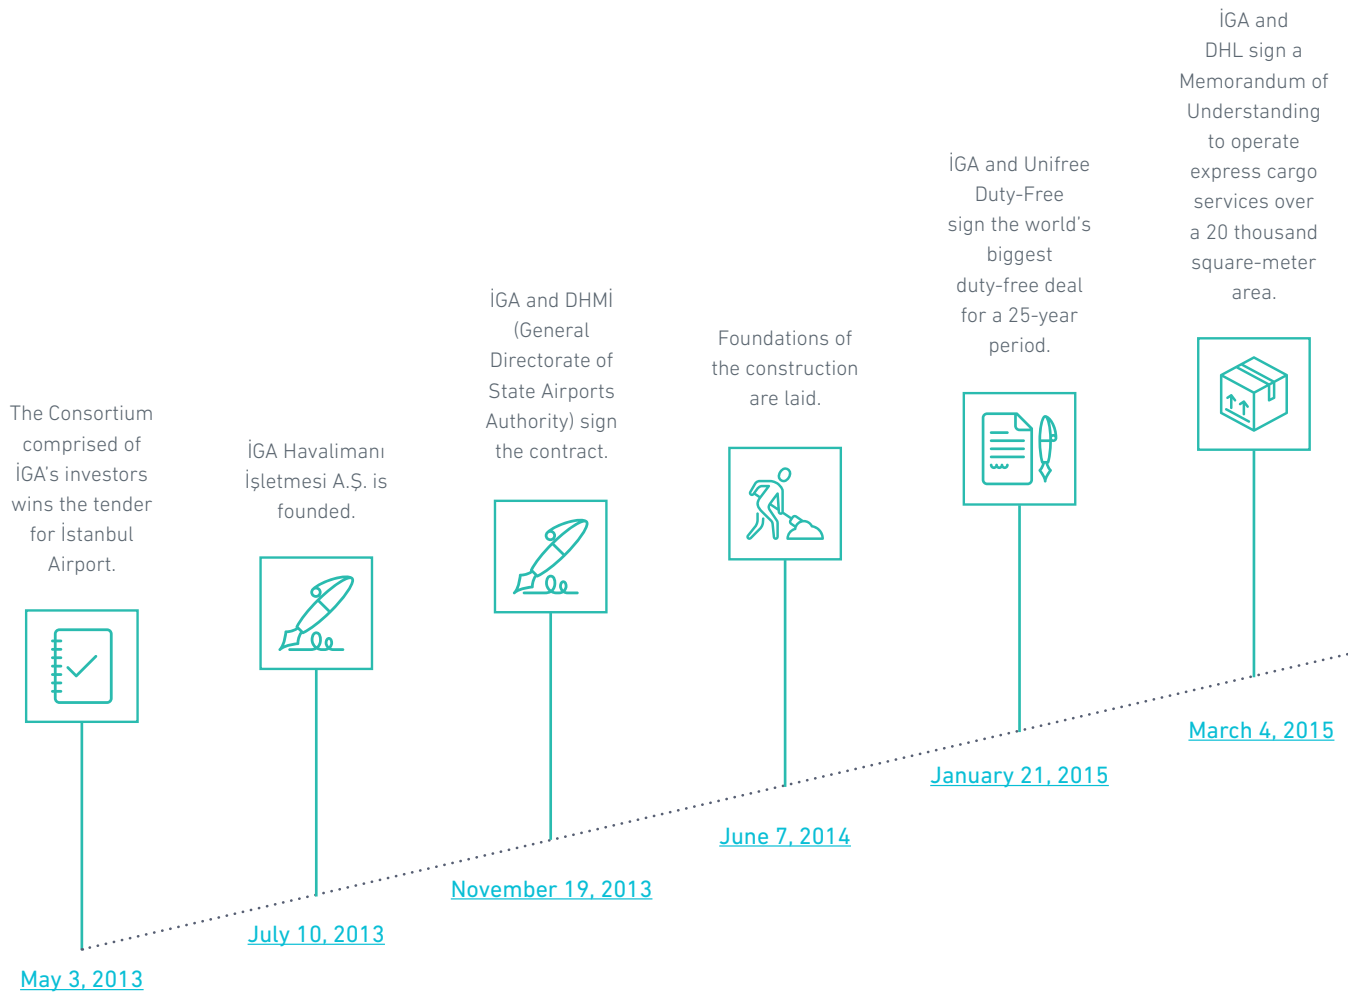 The Consortium
comprised of
İGA's investors
wins the tender
for İstanbul
Airport.
May 3, 2013
İGA Havalimanı
İşletmesi A.Ş. is
founded.
July 10, 2013
İGA and DHMİ
(General
Directorate of
State Airports
Authority) sign
the contract.
November 19, 2013
Foundations of
the construction
are laid.
June 7, 2014
İGA and Unifree
Duty-Free
sign the world's
biggest
duty-free deal
for a 25-year
period.
January 21, 2015
İGA and
DHL sign a
Memorandum of
Understanding
to operate
express cargo
services over
a 20 thousand
square-meter
area.
March 4, 2015